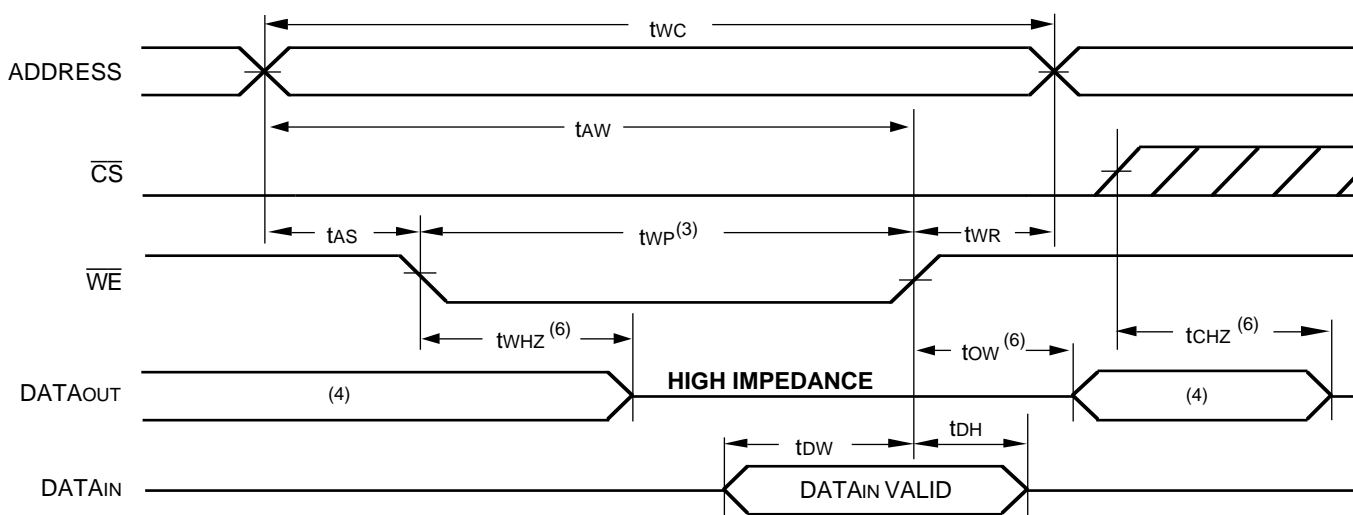 tWC
ADDRESS
tAW
CS
tAS
tWP(3)
tWR
WE
tWHZ (6)
tOW (6)
tCHZ (6)
DATAOUT
(4)
HIGH IMPEDANCE
(4)
tDW
tDH
DATAIN
DATAIN VALID